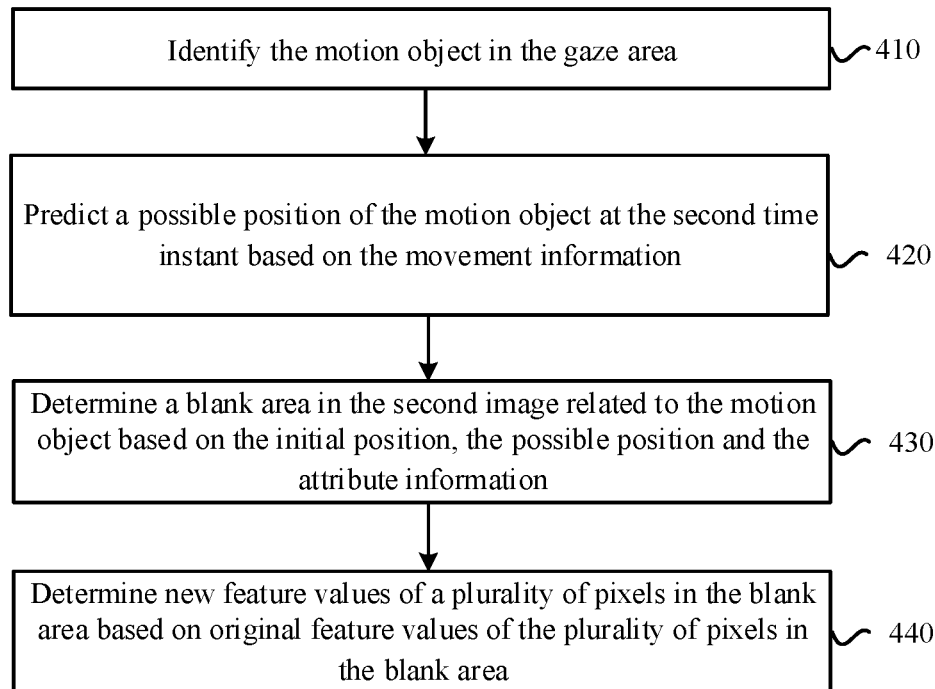 Identify the motion object in the gaze area
410
Predict a possible position of the motion object at the second time
instant based on the movement information
420
Determine a blank area in the second image related to the motion
object based on the initial position, the possible position and the
attribute information
430
Determine new feature values of a plurality of pixels in the blank
area based on original feature values of the plurality of pixels in
the blank area
440